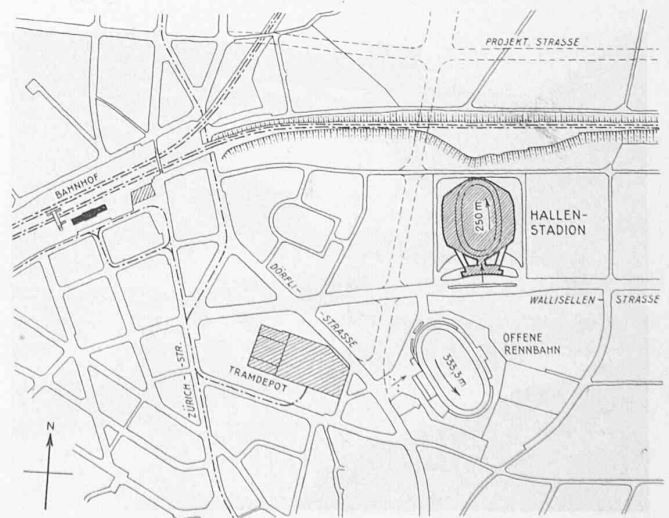 PROJEKT. STRASSE
BAHNHOF
250 m
HALLEN-
STADION
DÖRFLI-
-STRASSE
WALLISELLEN - STRASSE
OFFENE
RENNBAHN
333,3 m
ZÜRICH - STR.
TRAMDEPOT
N